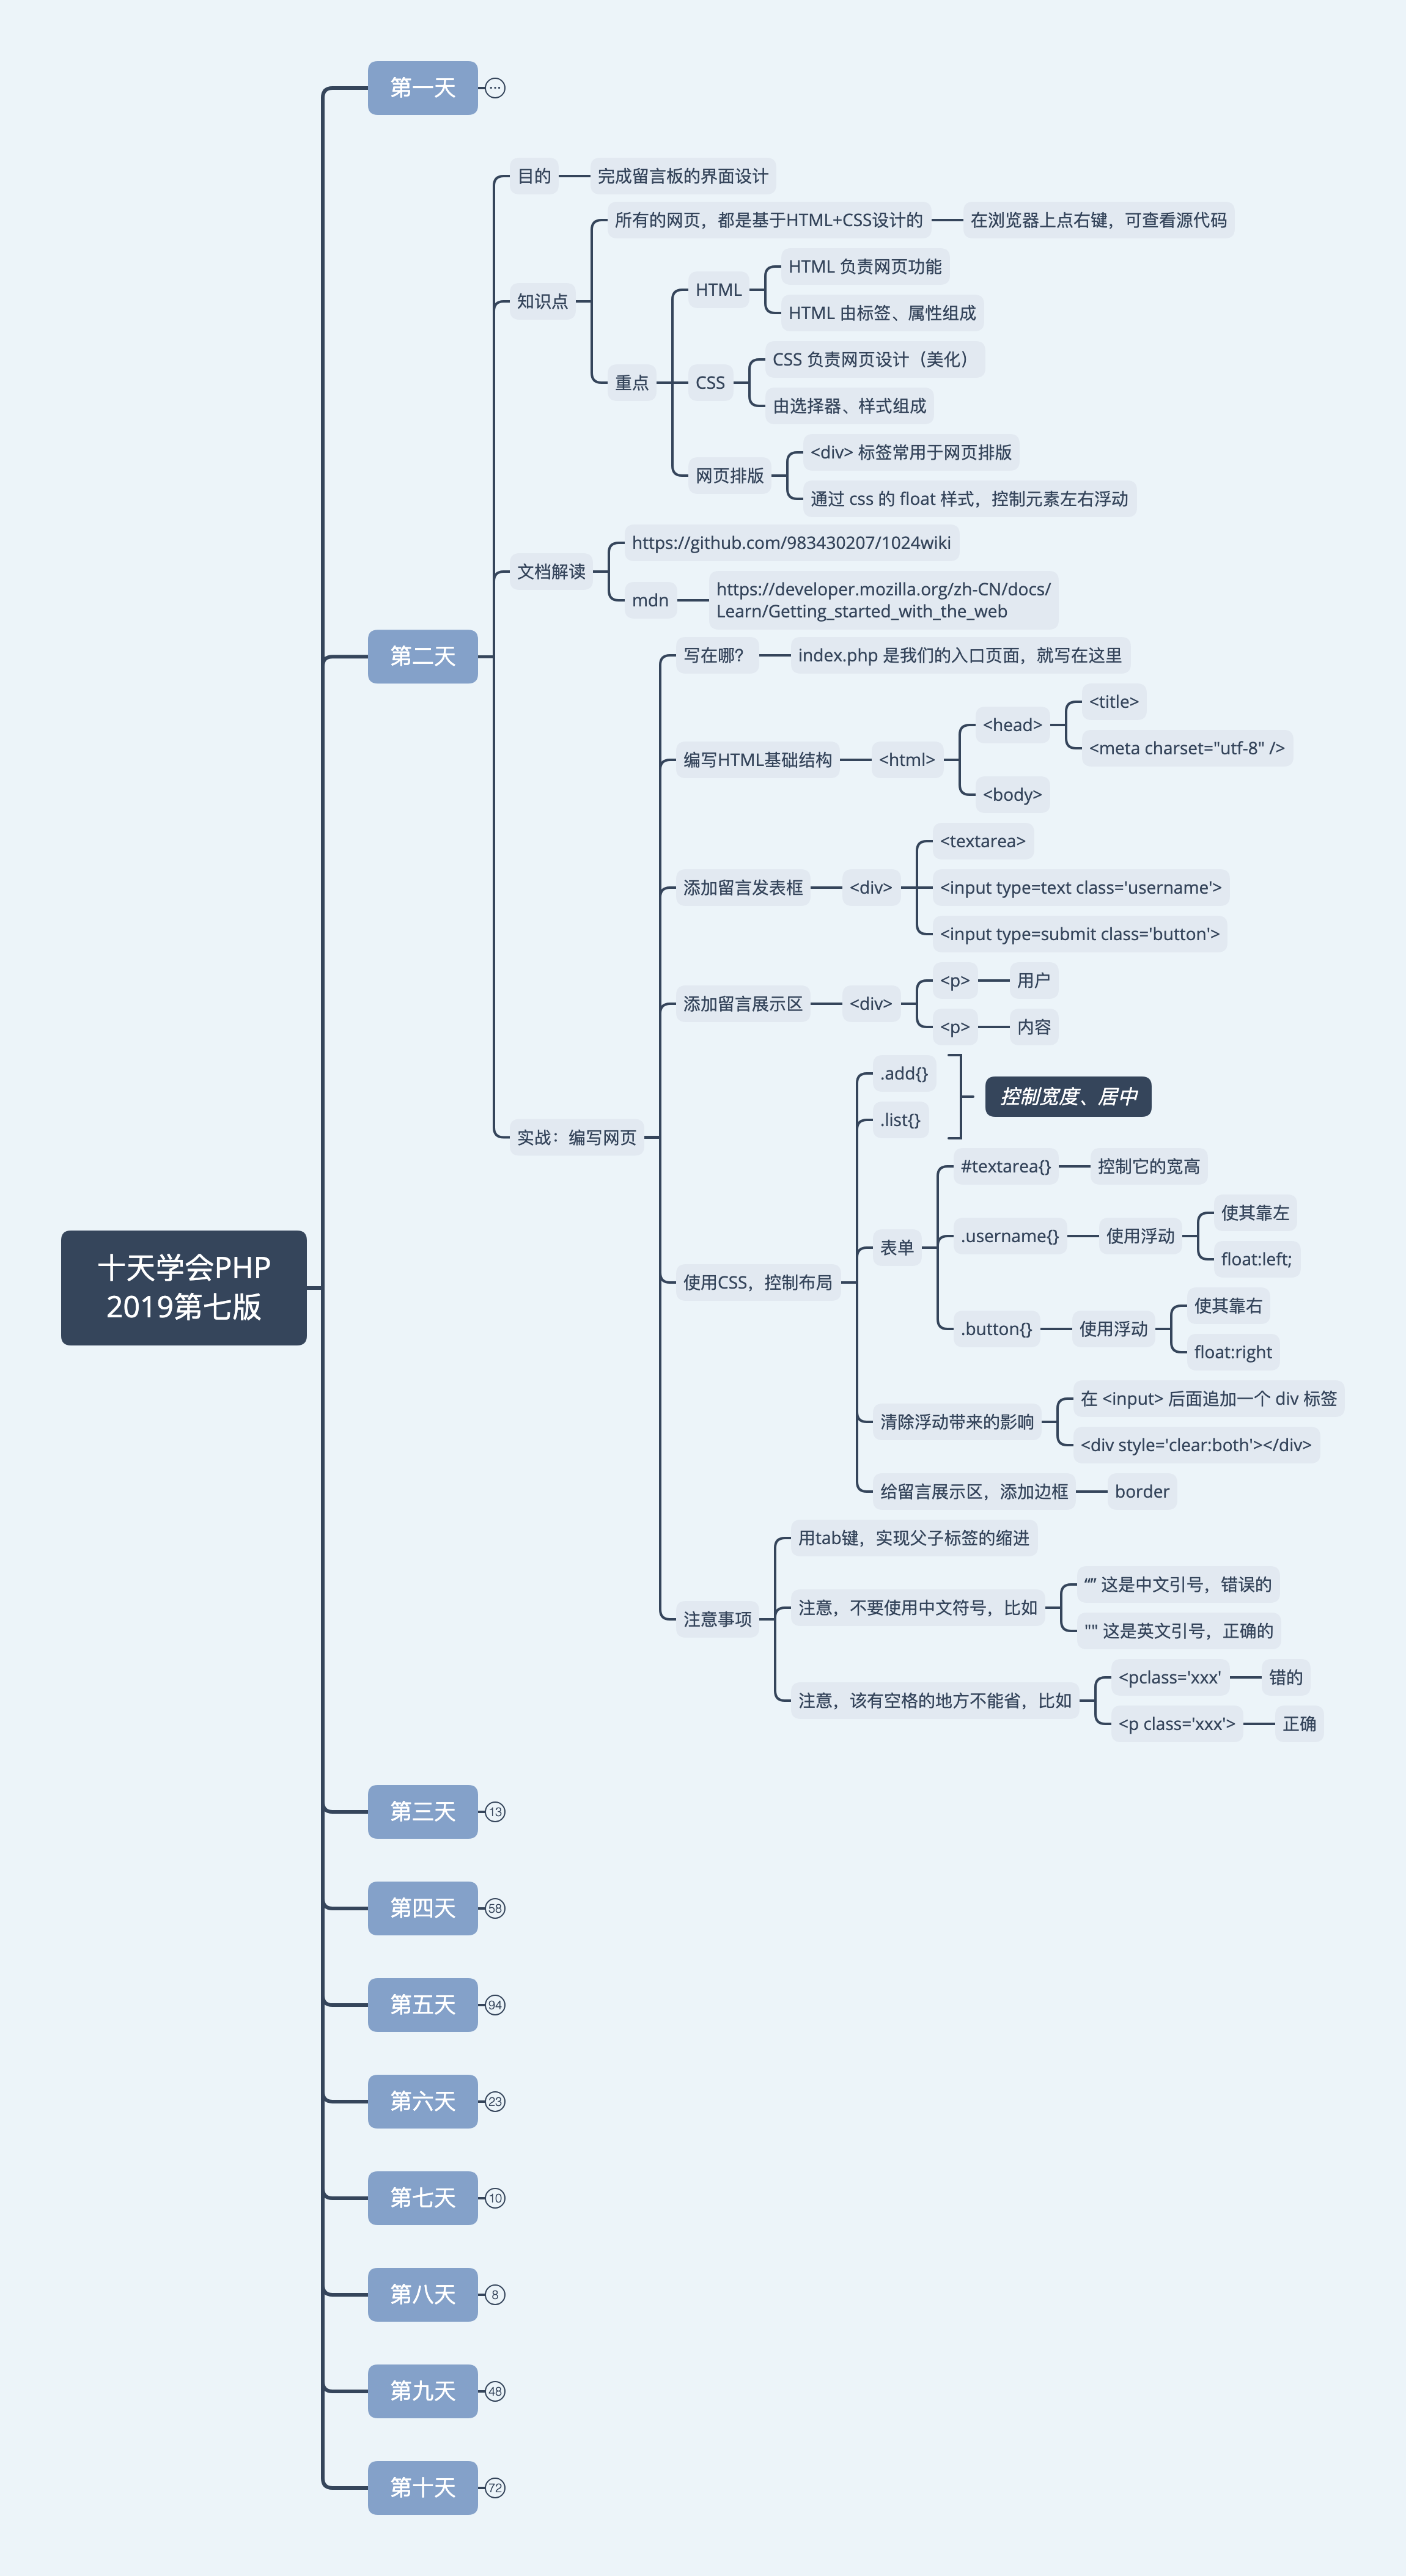 第一天
…
目的
完成留言板的界面设计
所有的网页，都是基于HTML+CSS设计的
在浏览器上点右键，可查看源代码
知识点
重点
HTML
HTML 负责网页功能
HTML 由标签、属性组成
CSS
CSS 负责网页设计（美化）
由选择器、样式组成
网页排版
<div> 标签常用于网页排版
通过 css 的 float 样式，控制元素左右浮动
文档解读
https://github.com/983430207/1024wiki
mdn
https://developer.mozilla.org/zh-CN/docs/
Learn/Getting_started_with_the_web
第二天
写在哪？
index.php 是我们的入口页面，就写在这里
编写HTML基础结构
<html>
<head>
<title>
<meta charset="utf-8" />
<body>
添加留言发表框
<div>
<textarea>
<input type=text class='username'>
<input type=submit class='button'>
添加留言展示区
<div>
<p>
用户
<p>
内容
实战：编写网页
使用CSS，控制布局
.add{}
.list{}
控制宽度、居中
表单
#textarea{}
控制它的宽高
.username{}
使用浮动
使其靠左
float:left;
.button{}
使用浮动
使其靠右
float:right
清除浮动带来的影响
在 <input> 后面追加一个 div 标签
<div style='clear:both'></div>
给留言展示区，添加边框
border
注意事项
用tab键，实现父子标签的缩进
注意，不要使用中文符号，比如
“” 这是中文引号，错误的
"" 这是英文引号，正确的
注意，该有空格的地方不能省，比如
<pclass='xxx'
错的
<p class='xxx'>
正确
十天学会PHP
2019第七版
第三天
13
第四天
58
第五天
94
第六天
23
第七天
10
第八天
8
第九天
48
第十天
72